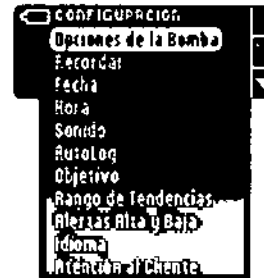 CONFIGURACION
Opciones de la Bomba
Recordar
Fecha
Hora
Sonido
AutoLog
Objetivo
Rango de Tendencias
Alertas Alta y Baja
Idioma
Atención al Cliente